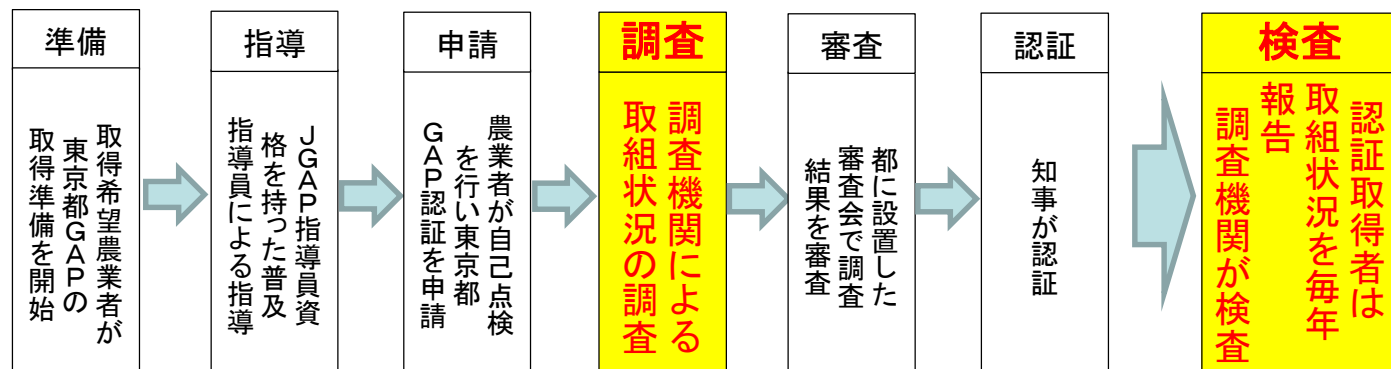 準備
取得希望農業者が
東京都GAPの
取得準備を開始
指導
JGAP指導員資
格を持った普及
指導員による指導
申請
農業者が自己点検
を行い東京都
GAP認証を申請
調査
調査機関による
取組状況の調査
審査
都に設置した
審査会で調査
結果を審査
認証
知事が認証
検査
認証取得者は
取組状況を毎年
報告
調査機関が検査